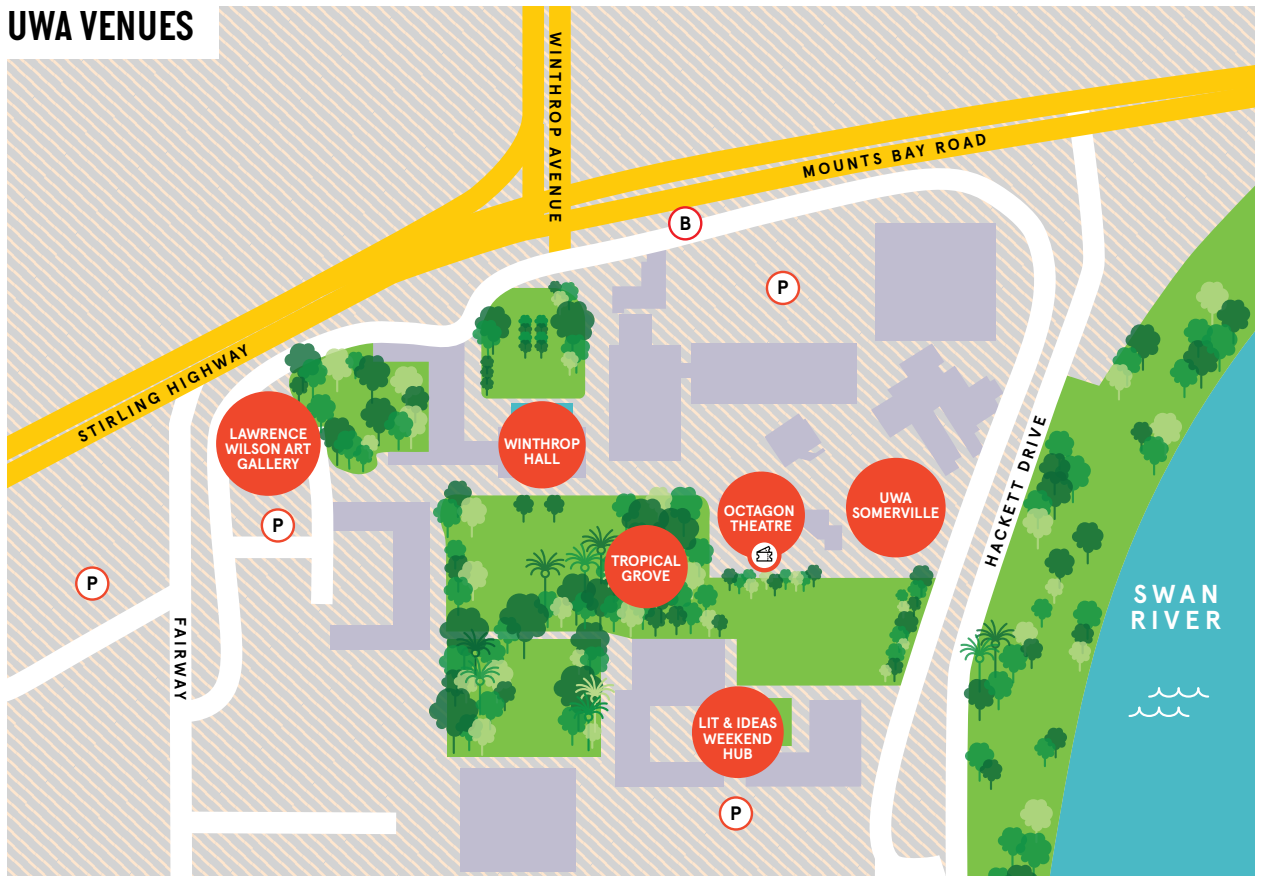 UWA VENUES
WINTHROP AVENUE
MOUNTS BAY ROAD
B
P
STIRLING HIGHWAY
LAWRENCE
WILSON ART
GALLERY
WINTHROP
HALL
OCTAGON
THEATRE
UWA
SOMERVILLE
HACKETT DRIVE
P
TROPICAL
GROVE
P
SWAN
RIVER
FAIRWAY
LIT & IDEAS
WEEKEND
HUB
P